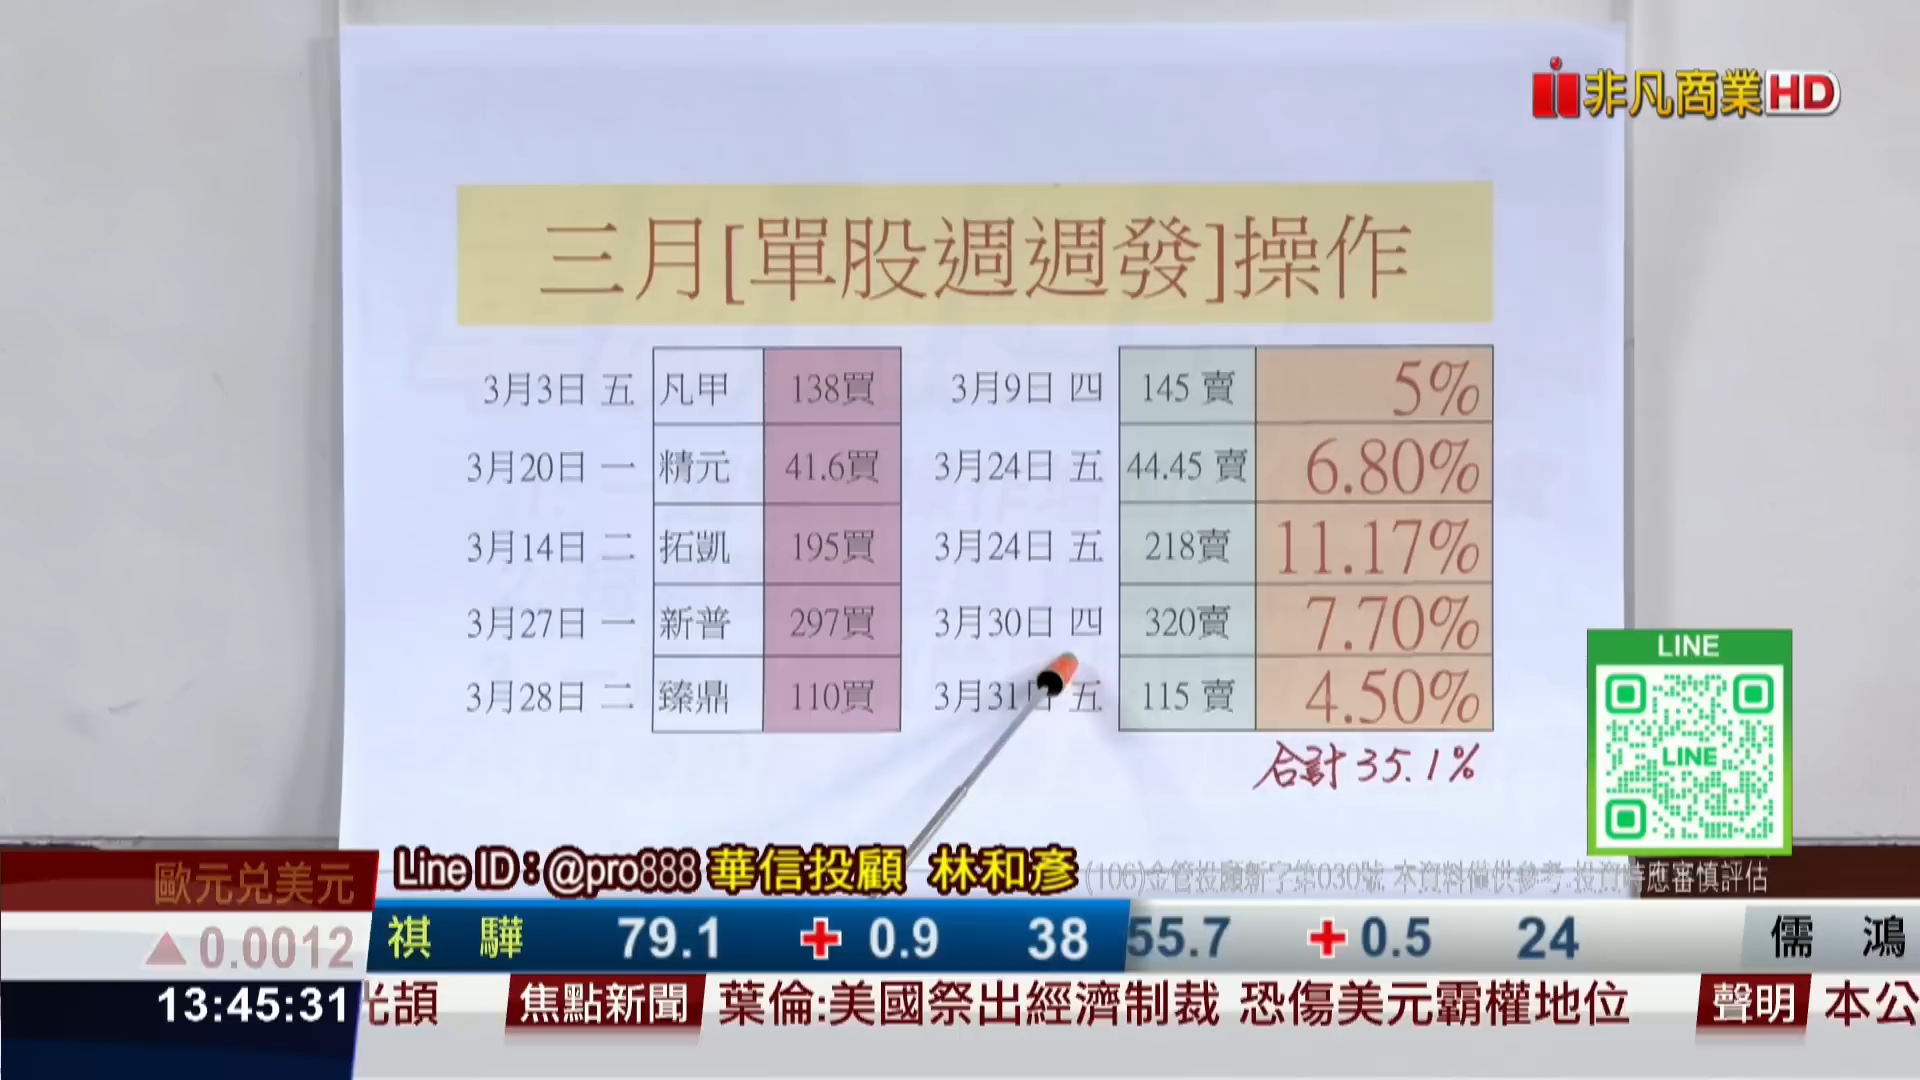 非凡商業HD
三月[單股週週發]操作
3月3日 五 凡甲 138買 3月9日 四 145 賣 5%
3月20日 一 精元 41.6買 3月24日 五 44.45 賣 6.80%
3月14日 二 拓凱 195買 3月24日 五 218賣 11.17%
3月27日 一 新普 297買 3月30日 四 320賣 7.70%
3月28日 二 臻鼎 110買 3月31日 五 115 賣 4.50%
合計 35.1%
LINE
LINE
Line ID：@pro888 華信投顧 林和彥
(106)金管投顧新字第030號 本資料僅供參考 投資時應審慎評估
歐元兌美元
▲0.0012
祺驊 79.1 + 0.9 38 55.7 + 0.5 24 儒鴻
13:45:31
頡 焦點新聞 葉倫:美國祭出經濟制裁 恐傷美元霸權地位 聲明 本公